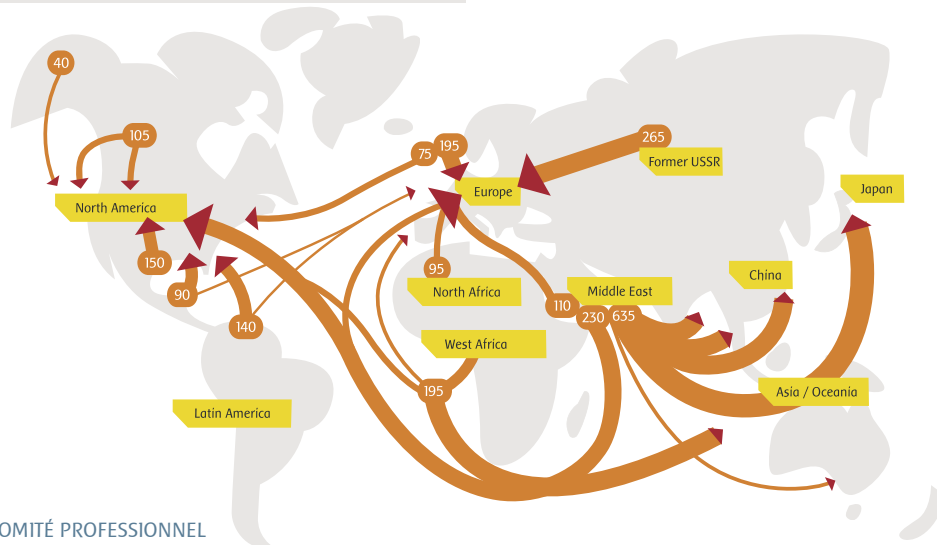 40
105
75
195
265
Former USSR
Europe
Japan
North America
150
90
95
North Africa
Middle East
China
110
230
635
140
West Africa
195
Asia / Oceania
Latin America
OMITÉ PROFESSIONNEL